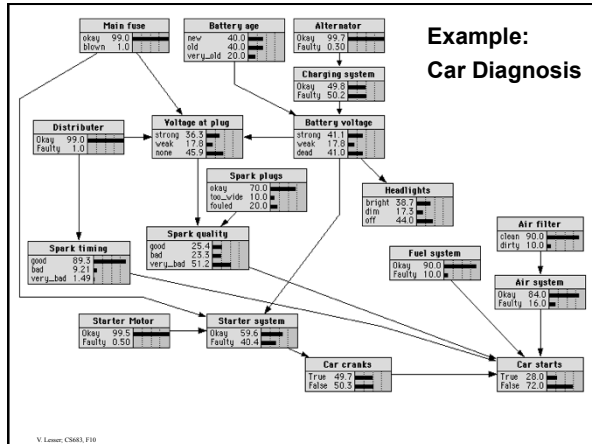 Example:
Car Diagnosis
Main fuse
okay 99.0
blown 1.0
Battery age
new 40.0
old 40.0
very_old 20.0
Alternator
Okay 99.7
Faulty 0.30
Charging system
Okay 49.8
Faulty 50.2
Distributer
Okay 99.0
Faulty 1.0
Voltage at plug
strong 36.3
weak 17.8
none 45.9
Battery voltage
strong 41.1
weak 17.8
dead 41.0
Spark plugs
okay 70.0
too_wide 10.0
fouled 20.0
Headlights
bright 38.7
dim 17.3
off 44.0
Air filter
clean 90.0
dirty 10.0
Spark timing
good 89.3
bad 9.21
very_bad 1.49
Spark quality
good 25.4
bad 23.3
very_bad 51.2
Fuel system
Okay 90.0
Faulty 10.0
Air system
Okay 84.0
Faulty 16.0
Starter Motor
Okay 99.5
Faulty 0.50
Starter system
Okay 59.6
Faulty 40.4
Car cranks
True 49.7
False 50.3
Car starts
True 28.0
False 72.0
V. Lesser; CS683, F10